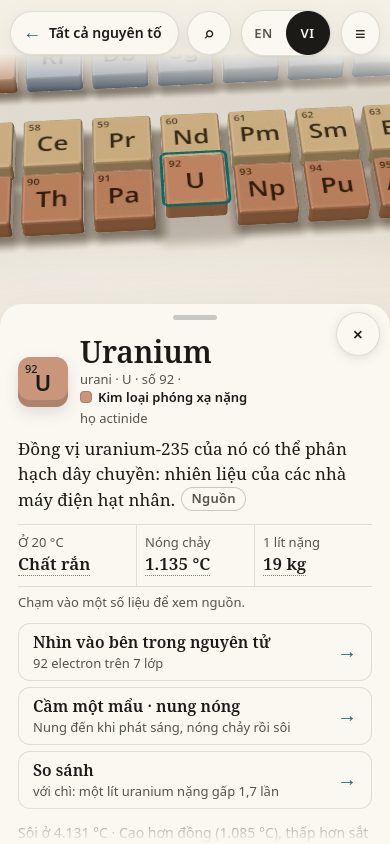 ← Tất cả nguyên tố
EN VI
58 Ce
59 Pr
60 Nd
61 Pm
62 Sm
63
90 Th
91 Pa
92 U
93 Np
94 Pu
95
×
92 U
Uranium
urani · U · số 92 ·
Kim loại phóng xạ nặng
họ actinide
Đồng vị uranium-235 của nó có thể phân
hạch dây chuyền: nhiên liệu của các nhà
máy điện hạt nhân. Nguồn
Ở 20 °C
Chất rắn
Nóng chảy
1.135 °C
1 lít nặng
19 kg
Chạm vào một số liệu để xem nguồn.
Nhìn vào bên trong nguyên tử
92 electron trên 7 lớp
→
Cầm một mẩu · nung nóng
Nung đến khi phát sáng, nóng chảy rồi sôi
→
So sánh
với chì: một lít uranium nặng gấp 1,7 lần
→
Sôi ở 4.131 °C · Cao hơn đồng (1.085 °C), thấp hơn sắt